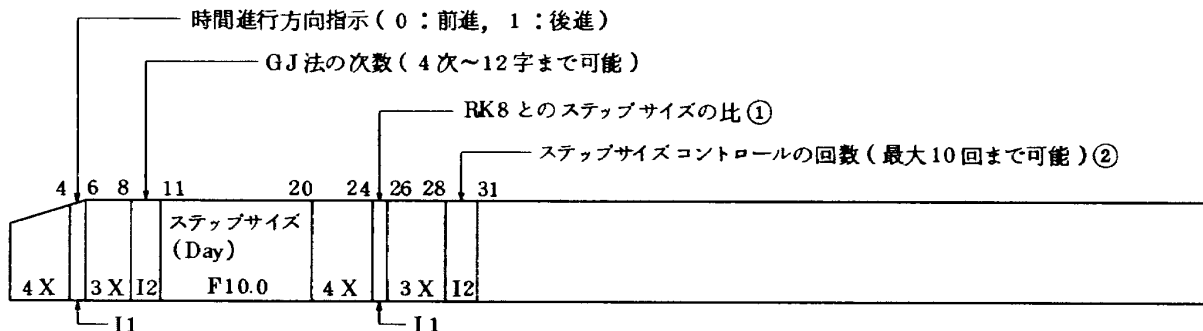 時間進行方向指示(0:前進, 1:後進)
GJ法の次数(4次~12字まで可能)
RK8とのステップサイズの比①
ステップサイズコントロールの回数(最大10回まで可能)②
4 6 8 11 20 24 26 28 31
ステップサイズ
(Day)
4X 3X I2 F10.0 4X 3X I2
I1 I1